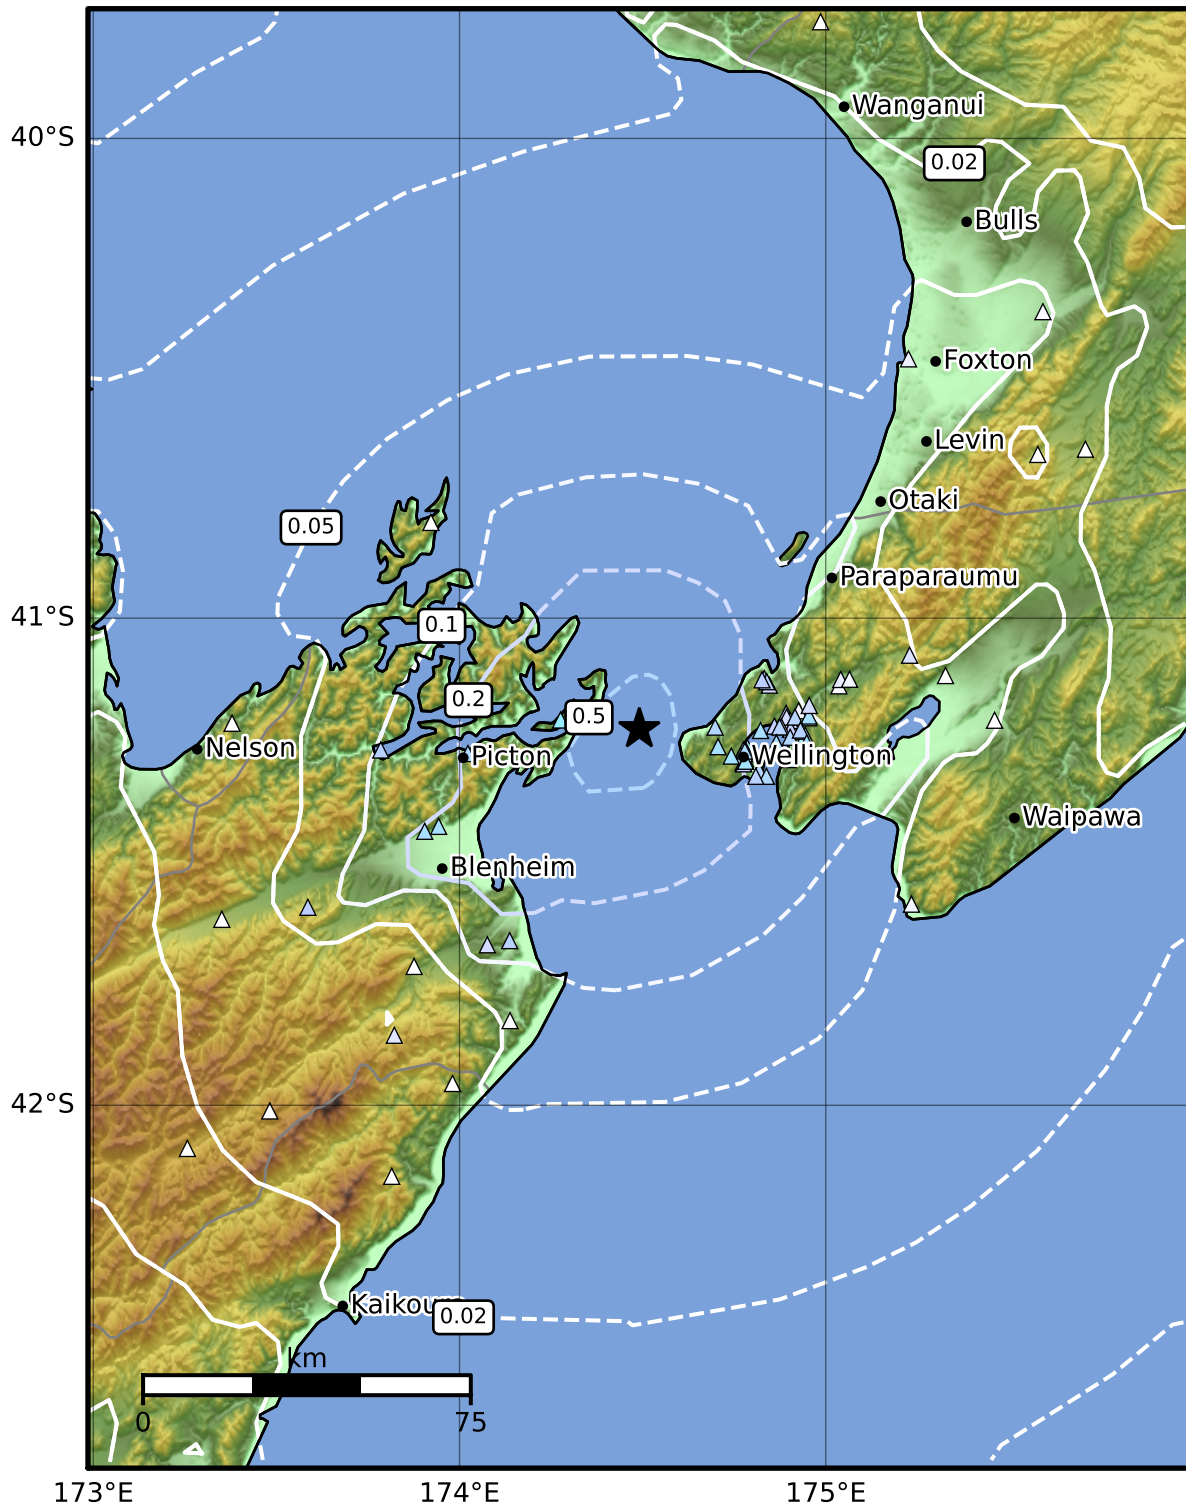 Wanganui
40°S
0.02
Bulls
Foxton
Levin
Otaki
0.05
Paraparaumu
41°S
0.1
0.2
0.5
Nelson
Picton
Wellington
Waipawa
Blenheim
42°S
Kaikoura
0.02
km
0 75
173°E 174°E 175°E